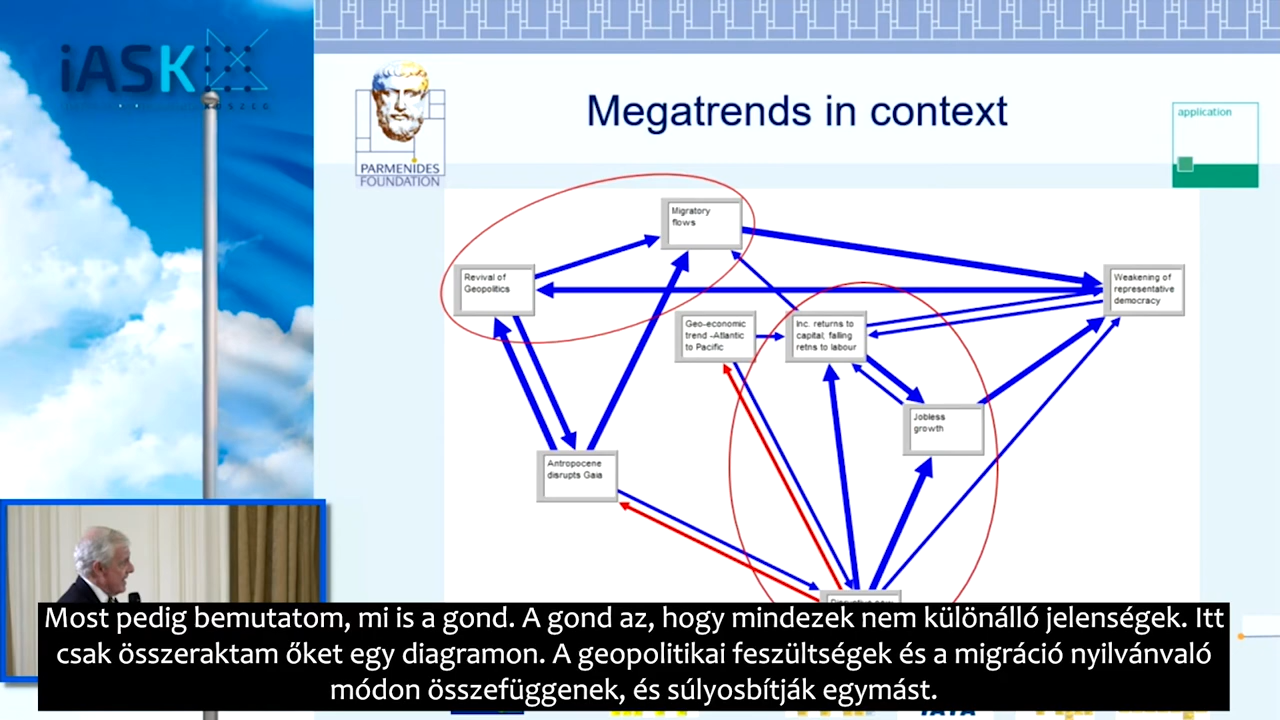 iASK
KOSZEG
PARMENIDES
FOUNDATION
Megatrends in context
application
Migratory
flows
Revival of
Geopolitics
Weakening of
representative
democracy
Geo-economic
trend -Atlantic
to Pacific
Inc. returns to
capital; falling
retns to labour
Jobless
growth
Antropocene
disrupts Gaia
Most pedig bemutatom, mi is a gond. A gond az, hogy mindezek nem különálló jelenségek. Itt
csak összeraktam őket egy diagramon. A geopolitikai feszültségek és a migráció nyilvánvaló
módon összefüggenek, és súlyosbítják egymást.